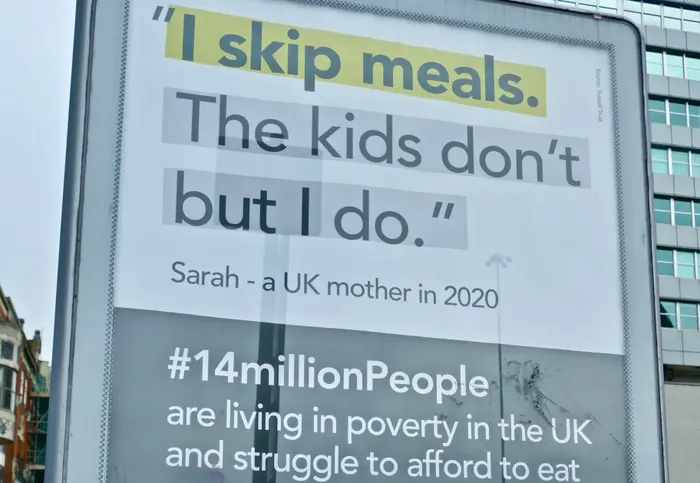 "I skip meals.
The kids don't
but I do."
Sarah - a UK mother in 2020
#14millionPeople
are living in poverty in the UK
and struggle to afford to eat